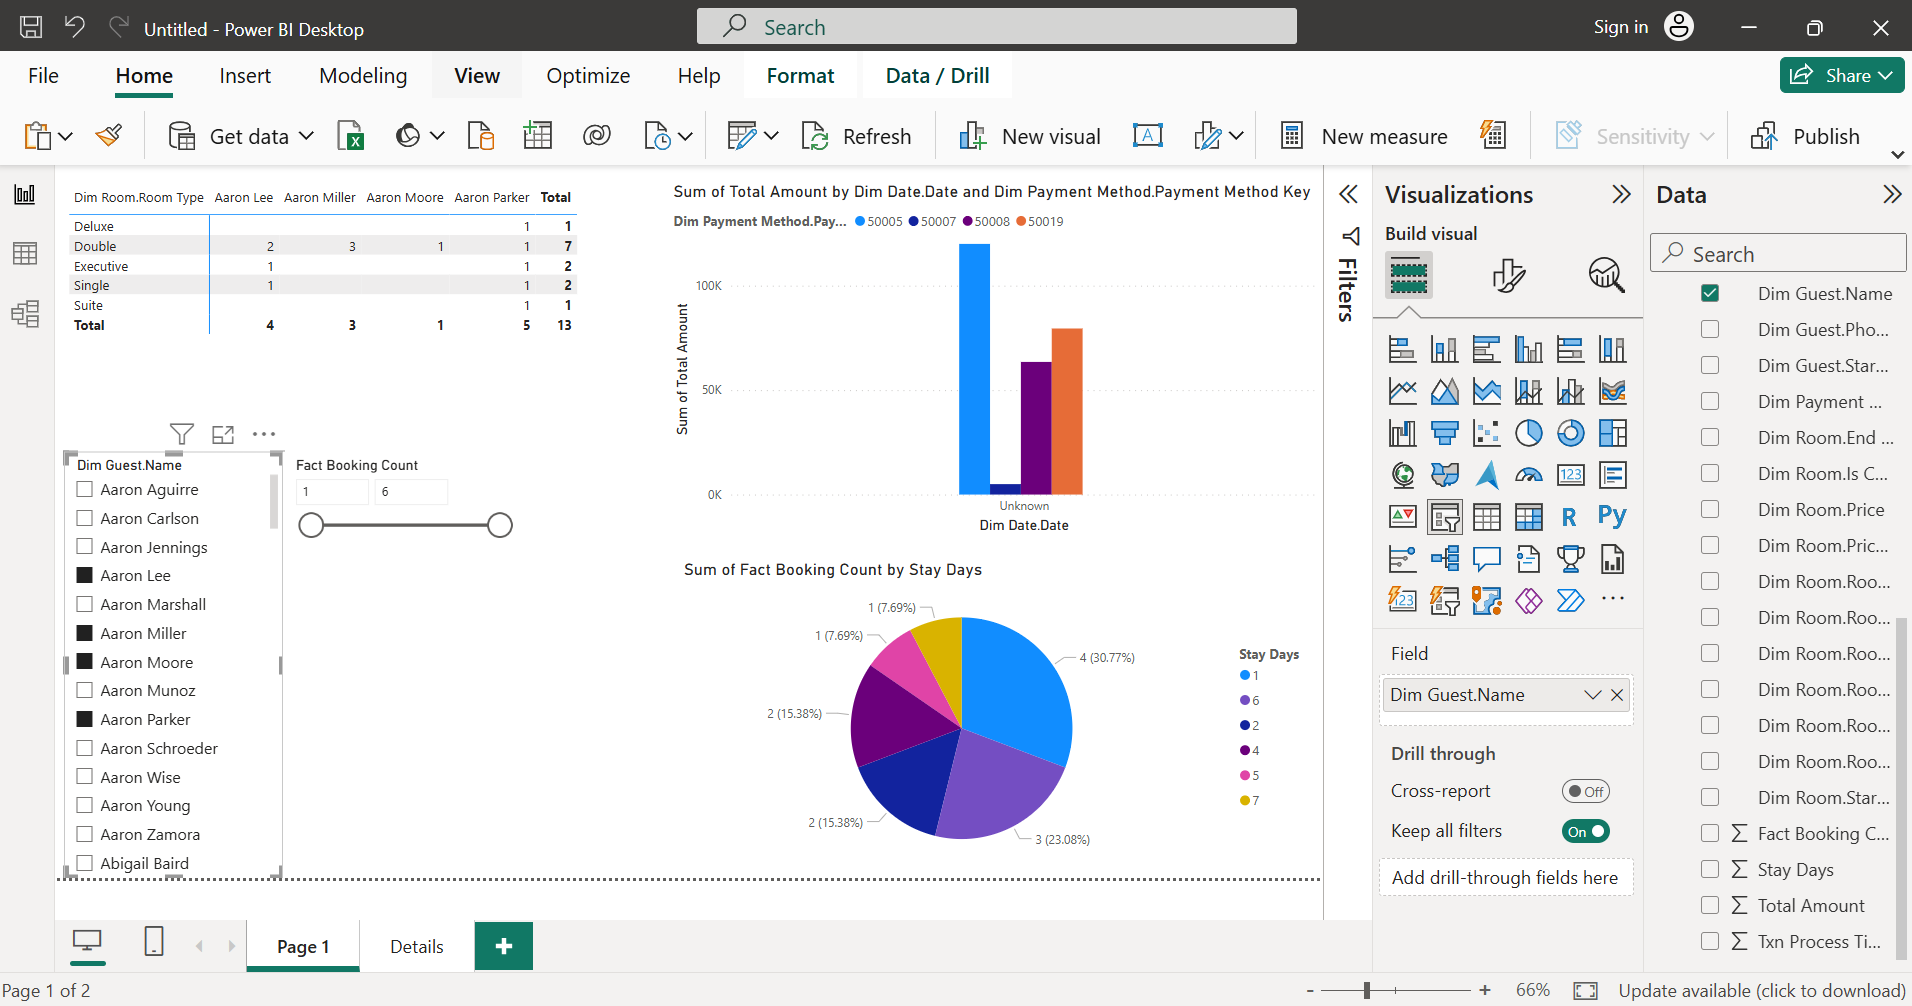 Untitled - Power BI Desktop
Search
Sign in
File
Home
Insert
Modeling
View
Optimize
Help
Format
Data / Drill
Share
Get data
Refresh
New visual
New measure
Sensitivity
Publish
Dim Room.Room Type Aaron Lee Aaron Miller Aaron Moore Aaron Parker Total
Deluxe 1 1
Double 2 3 1 1 7
Executive 1 1 2
Single 1 1 2
Suite 1 1
Total 4 3 1 5 13
Dim Guest.Name
Aaron Aguirre
Aaron Carlson
Aaron Jennings
Aaron Lee
Aaron Marshall
Aaron Miller
Aaron Moore
Aaron Munoz
Aaron Parker
Aaron Schroeder
Aaron Wise
Aaron Young
Aaron Zamora
Abigail Baird
Fact Booking Count
1 6
Sum of Total Amount by Dim Date.Date and Dim Payment Method.Payment Method Key
Dim Payment Method.Pay... 50005 50007 50008 50019
Sum of Total Amount
100K
50K
0K
Unknown
Dim Date.Date
Sum of Fact Booking Count by Stay Days
1 (7.69%)
1 (7.69%)
4 (30.77%)
2 (15.38%)
2 (15.38%)
3 (23.08%)
Stay Days
1
6
2
4
5
7
Filters
Visualizations
Build visual
123
R
Py
123
Field
Dim Guest.Name
Drill through
Cross-report Off
Keep all filters On
Add drill-through fields here
Data
Search
Dim Guest.Name
Dim Guest.Pho...
Dim Guest.Star...
Dim Payment ...
Dim Room.End ...
Dim Room.Is C...
Dim Room.Price
Dim Room.Pric...
Dim Room.Roo...
Dim Room.Roo...
Dim Room.Roo...
Dim Room.Roo...
Dim Room.Roo...
Dim Room.Roo...
Dim Room.Star...
Fact Booking C...
Stay Days
Total Amount
Txn Process Ti...
Page 1
Details
Page 1 of 2
66%
Update available (click to download)